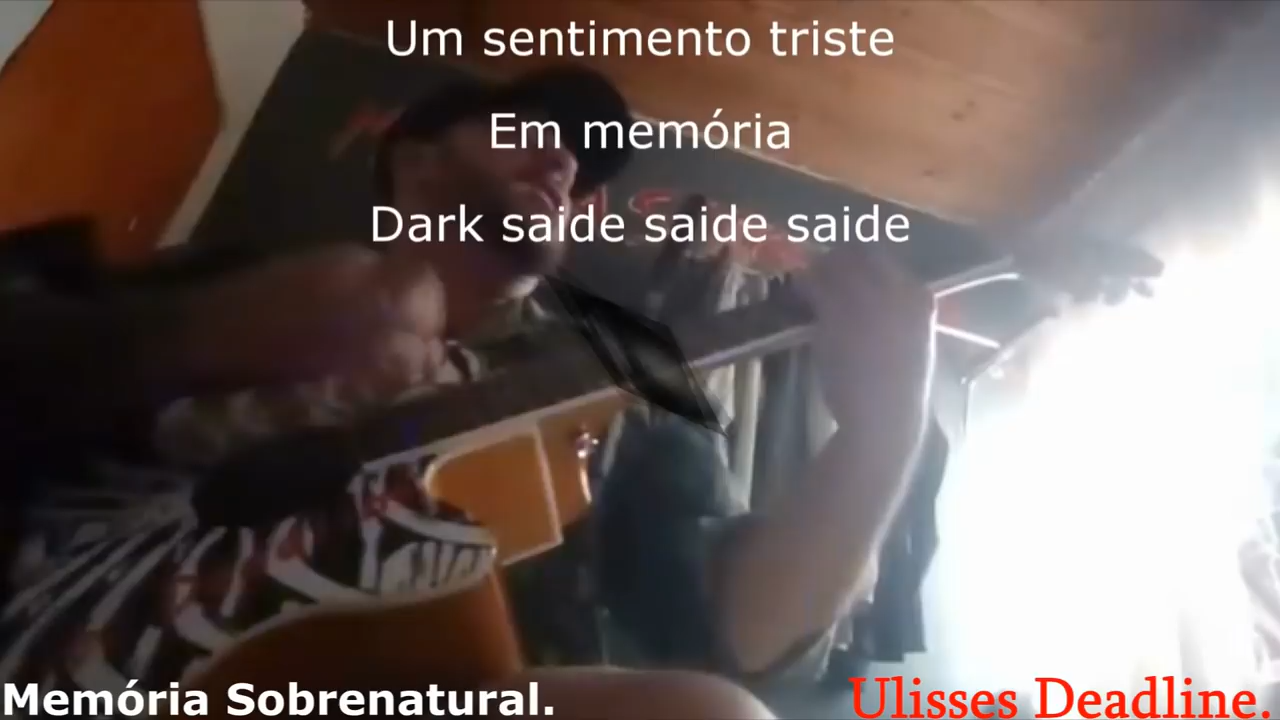 Um sentimento triste
Em memória
Dark saide saide saide
Memória Sobrenatural.
Ulisses Deadline.